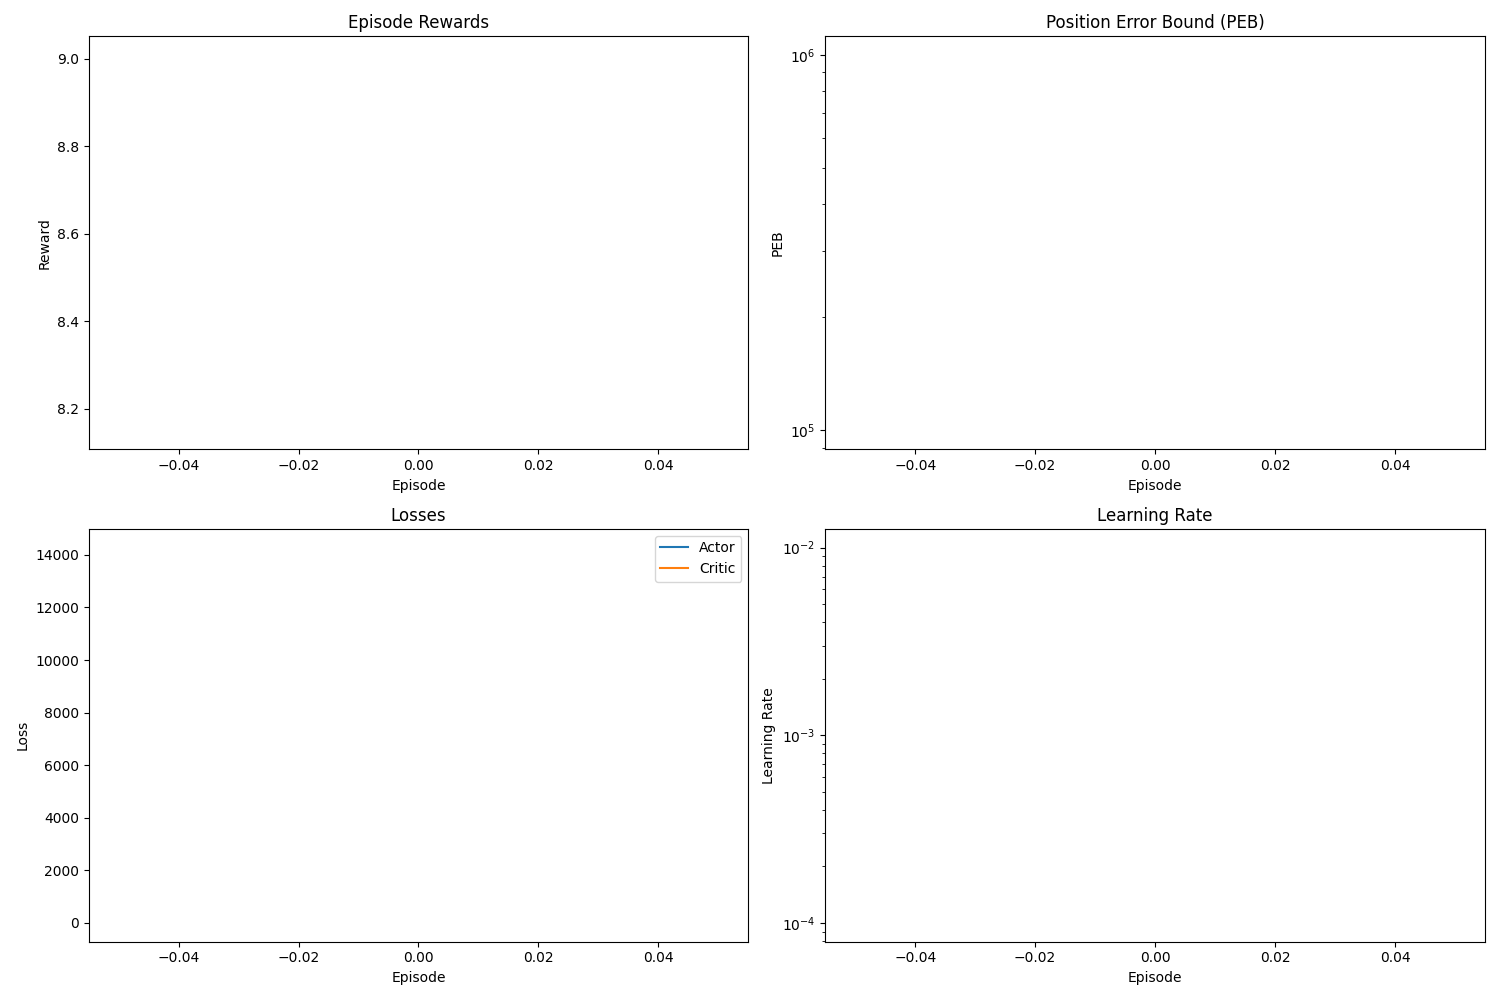 Episode Rewards
Reward
9.0
8.8
8.6
8.4
8.2
−0.04 −0.02 0.00 0.02 0.04
Episode
Position Error Bound (PEB)
PEB
10⁶
10⁵
−0.04 −0.02 0.00 0.02 0.04
Episode
Losses
Actor
Critic
Loss
14000
12000
10000
8000
6000
4000
2000
0
−0.04 −0.02 0.00 0.02 0.04
Episode
Learning Rate
Learning Rate
10⁻²
10⁻³
10⁻⁴
−0.04 −0.02 0.00 0.02 0.04
Episode